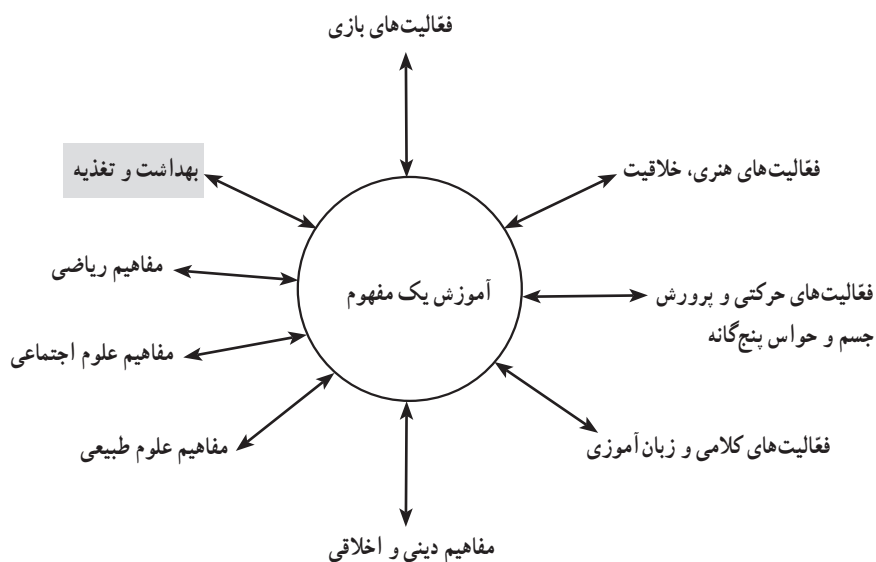 فعّالیت‌های بازی
فعّالیت‌های هنری، خلاقیت
بهداشت و تغذیه
مفاهیم ریاضی
آموزش یک مفهوم
فعّالیت‌های حرکتی و پرورش
جسم و حواس پنج‌گانه
مفاهیم علوم اجتماعی
فعّالیت‌های کلامی و زبان‌آموزی
مفاهیم علوم طبیعی
مفاهیم دینی و اخلاقی